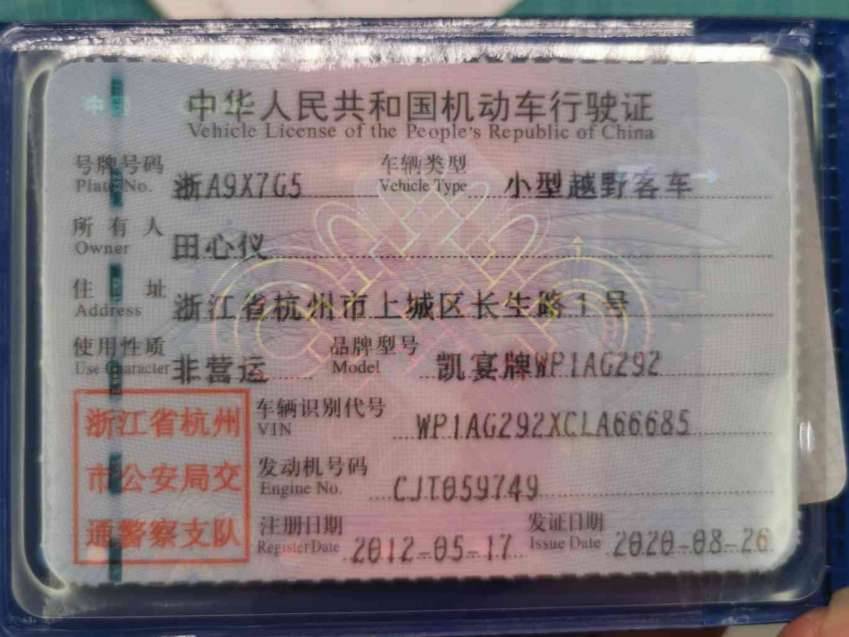 中华人民共和国机动车行驶证
Vehicle License of the People's Republic of China
号牌号码 浙A9X7G5 车辆类型 小型越野客车
Plate No. Vehicle Type
所有人 田心仪
Owner
住址 浙江省杭州市上城区长生路1号
Address
使用性质 非营运 品牌型号 凯宴牌WP1AG292
Use Character Model
浙江省杭州市公安局交通警察支队
车辆识别代号 WP1AG292XCLA66685
VIN
发动机号码 CJT059749
Engine No.
注册日期 2012-05-17 发证日期 2020-08-26
Register Date Issue Date